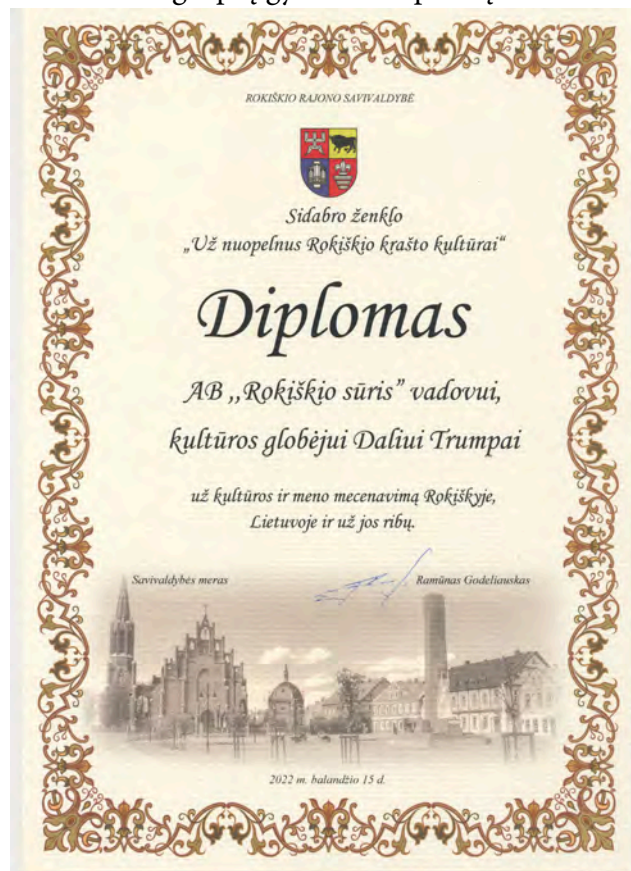 ROKIŠKIO RAJONO SAVIVALDYBĖ
Sidabro ženklo
„Už nuopelnus Rokiškio krašto kultūrai“
Diplomas
AB ,,Rokiškio sūris” vadovui,
kultūros globėjui Daliui Trumpai
už kultūros ir meno mecenavimą Rokiškyje,
Lietuvoje ir už jos ribų.
Savivaldybės meras Ramūnas Godeliauskas
2022 m. balandžio 15 d.